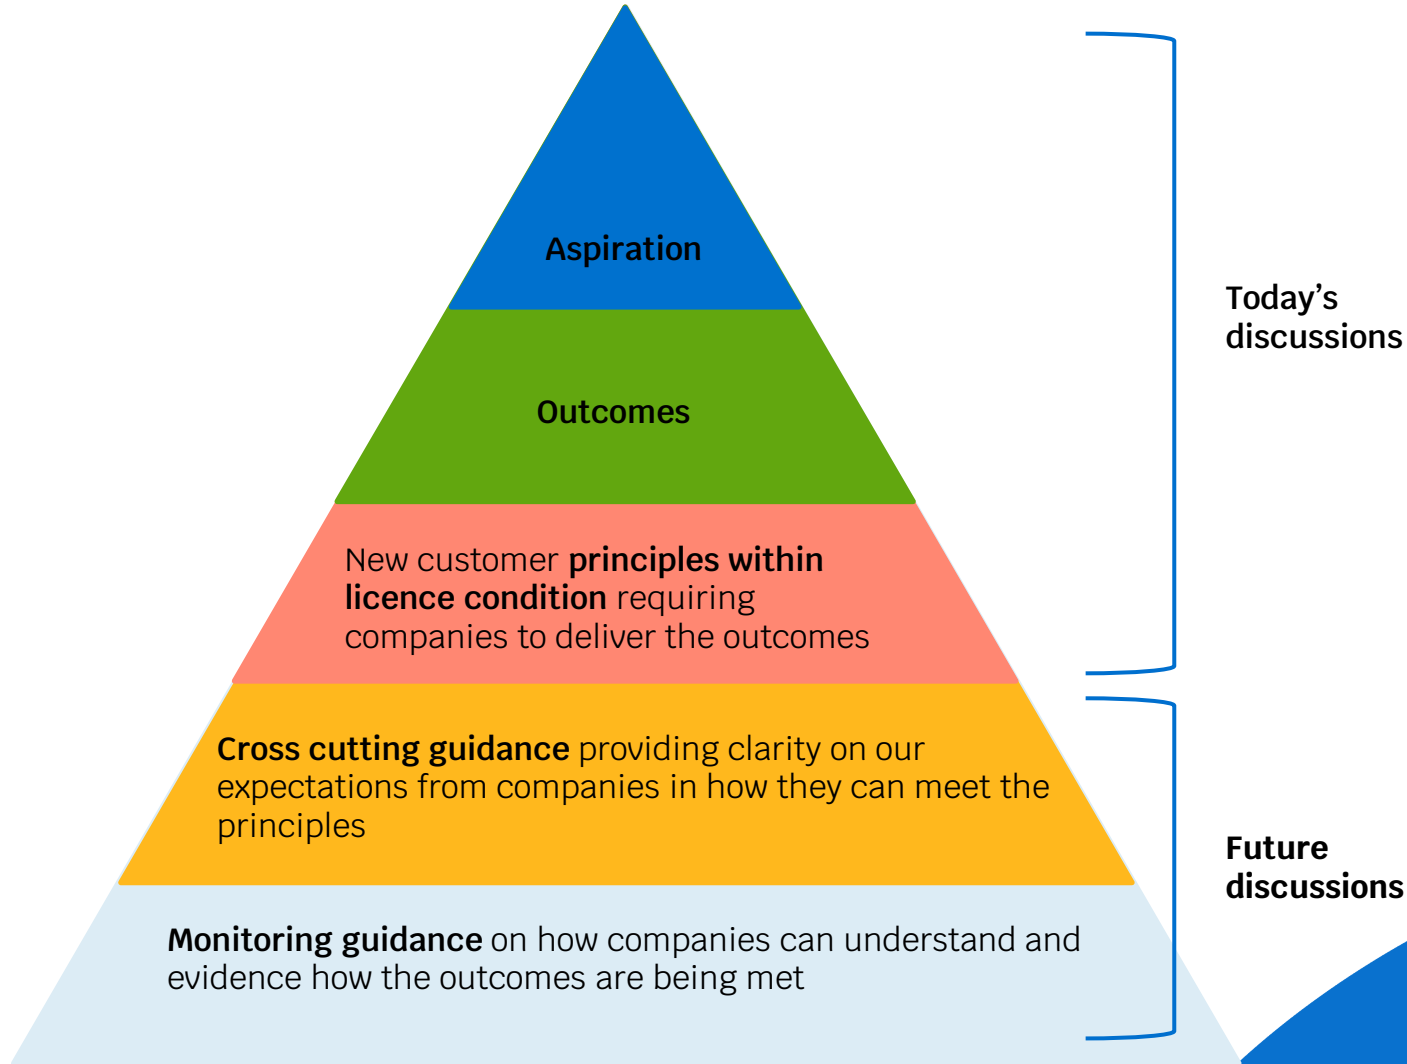 Aspiration
Outcomes
New customer principles within
licence condition requiring
companies to deliver the outcomes
Cross cutting guidance providing clarity on our
expectations from companies in how they can meet the
principles
Monitoring guidance on how companies can understand and
evidence how the outcomes are being met
Today’s
discussions
Future
discussions